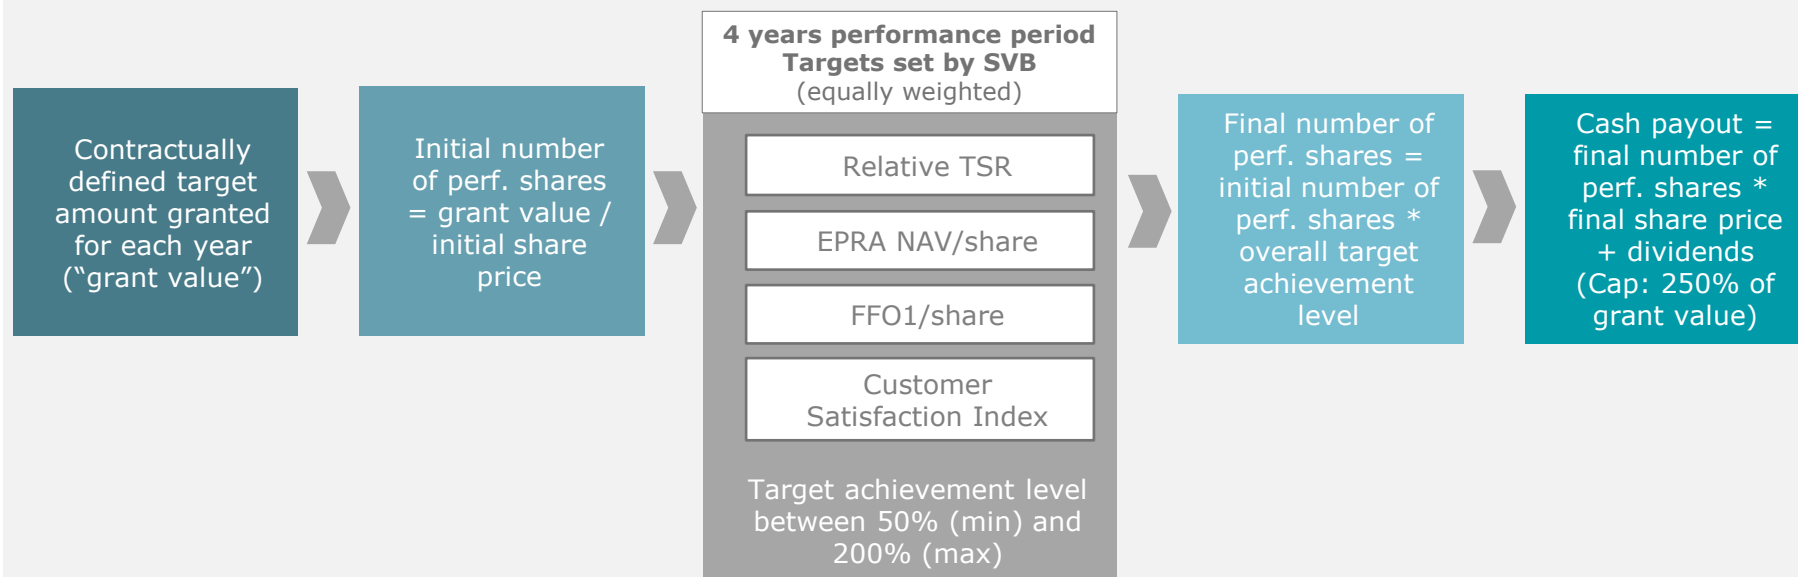 Contractually
defined target
amount granted
for each year
(“grant value”)
Initial number
of perf. shares
= grant value /
initial share
price
4 years performance period
Targets set by SVB
(equally weighted)
Relative TSR
EPRA NAV/share
FFO1/share
Customer
Satisfaction Index
Target achievement level
between 50% (min) and
200% (max)
Final number of
perf. shares =
initial number of
perf. shares *
overall target
achievement
level
Cash payout =
final number of
perf. shares *
final share price
+ dividends
(Cap: 250% of
grant value)